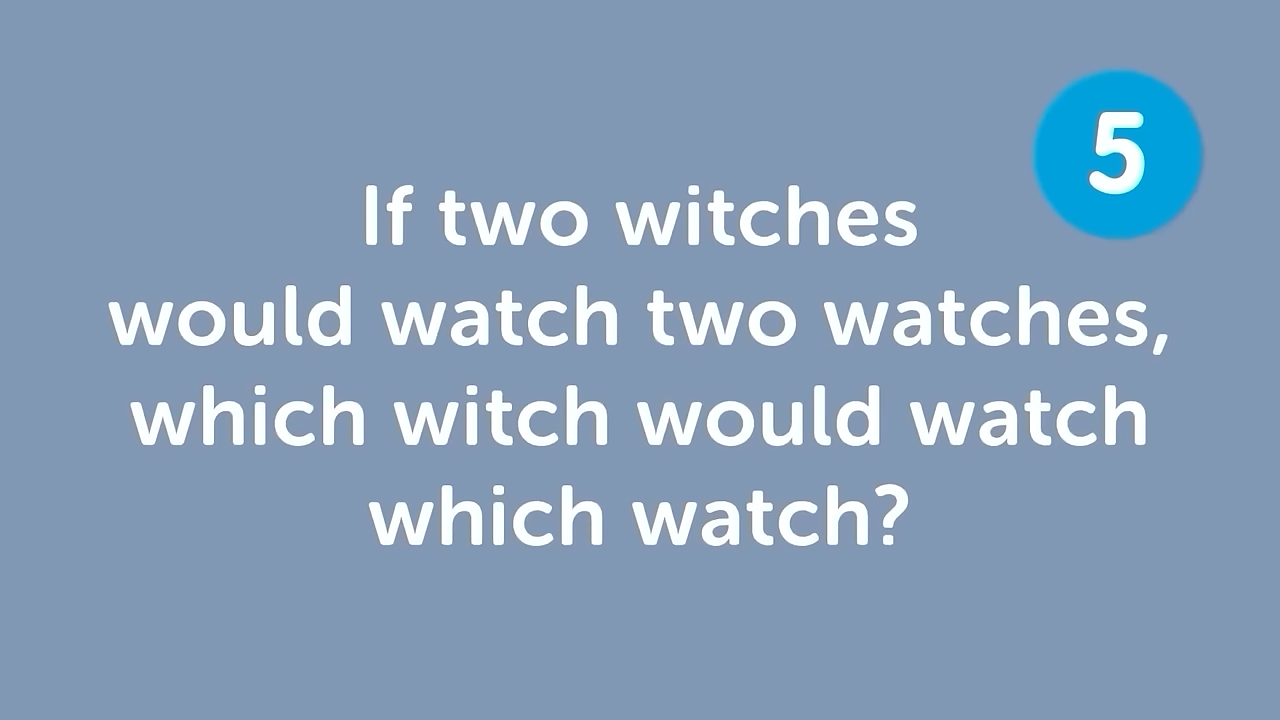 5
If two witches
would watch two watches,
which witch would watch
which watch?